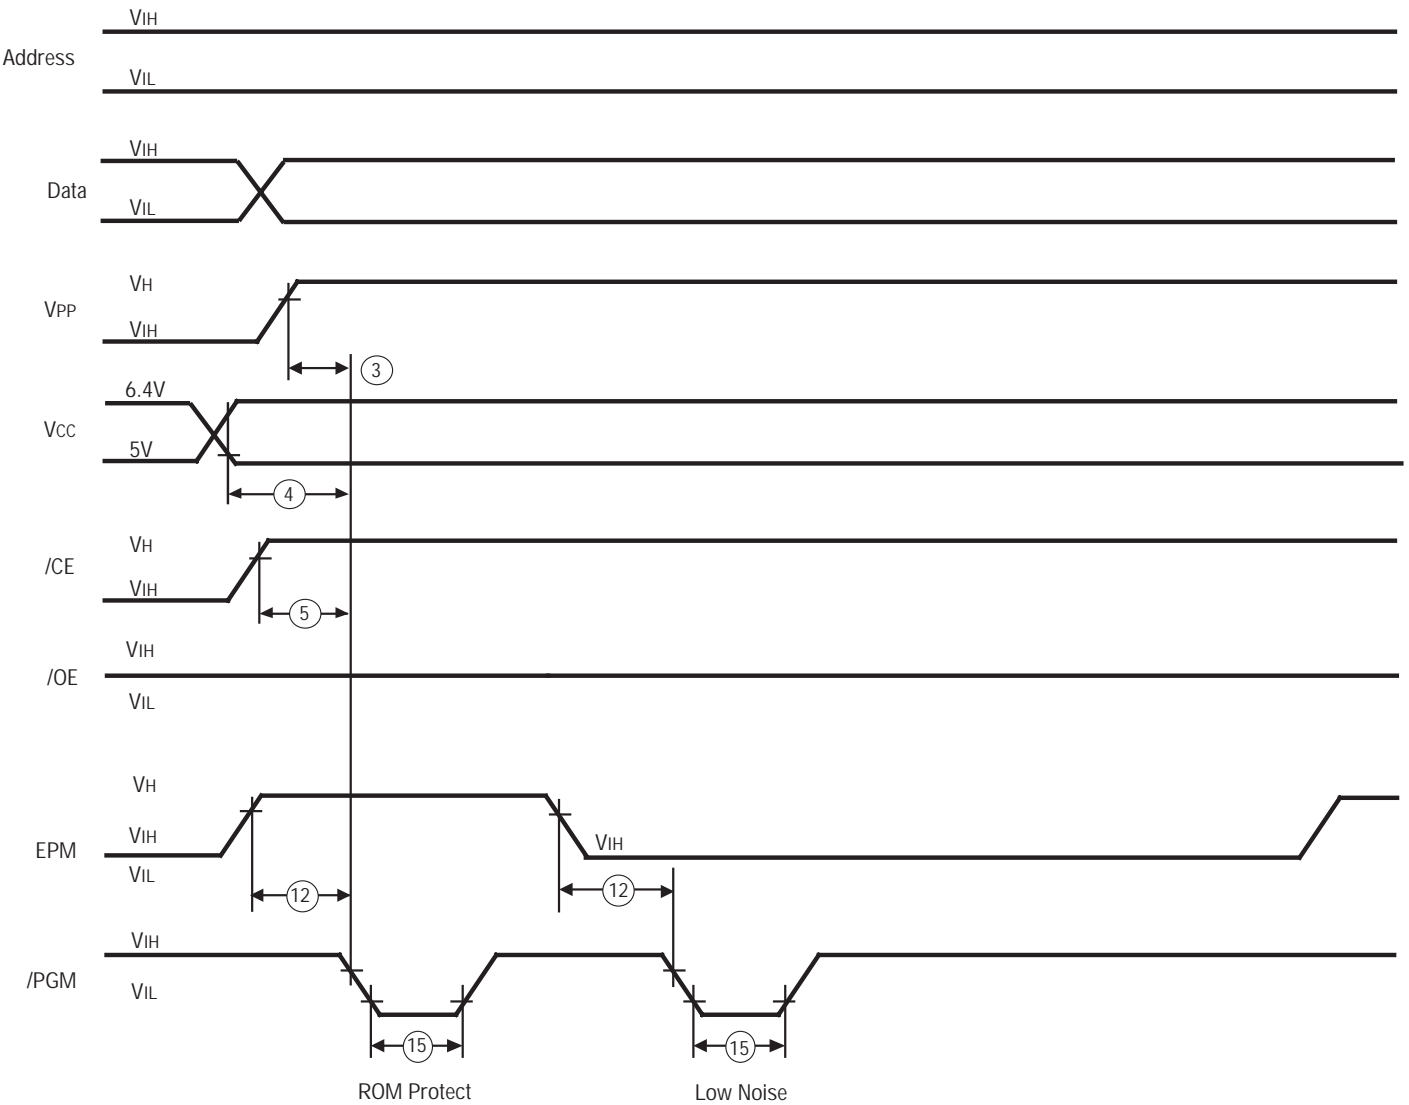 VIH
Address
VIL
VIH
Data
VIL
VH
VPP
VIH
3
6.4V
VCC
5V
4
VH
/CE
VIH
5
VIH
/OE
VIL
VH
VIH
EPM
VIH
VIL
12
12
VIH
/PGM
VIL
15
15
ROM Protect
Low Noise